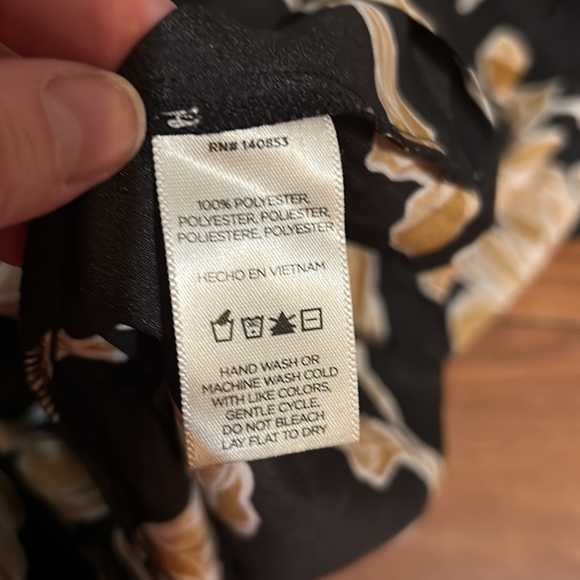 RN# 140853
100% POLYESTER,
POLYESTER, POLIESTER,
POLIESTERE, POLYESTER
HECHO EN VIETNAM
HAND WASH OR
MACHINE WASH COLD
WITH LIKE COLORS,
GENTLE CYCLE,
DO NOT BLEACH
LAY FLAT TO DRY